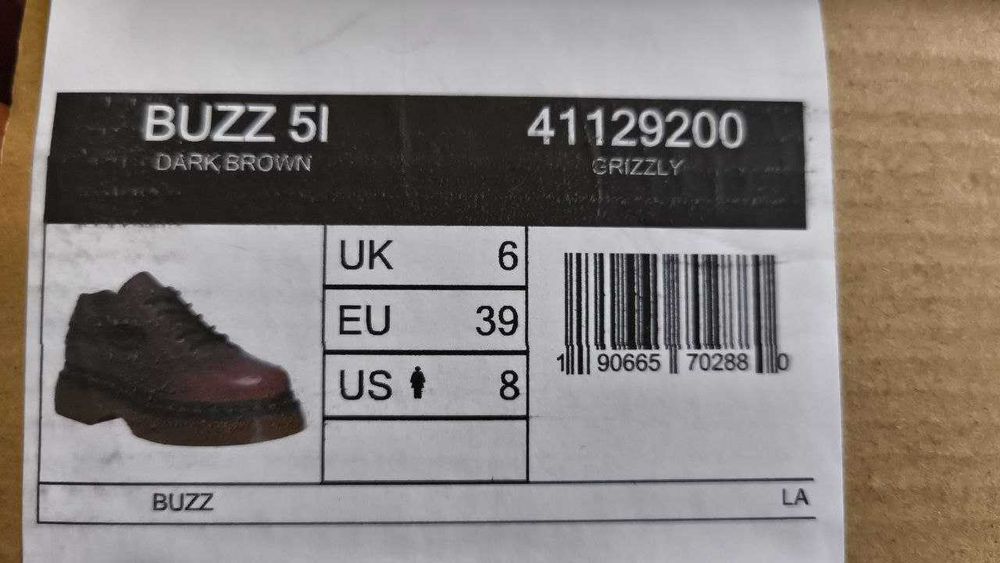 BUZZ 5I
DARK BROWN
41129200
GRIZZLY
UK 6
EU 39
US 8
1 90665 70288 0
BUZZ
LA